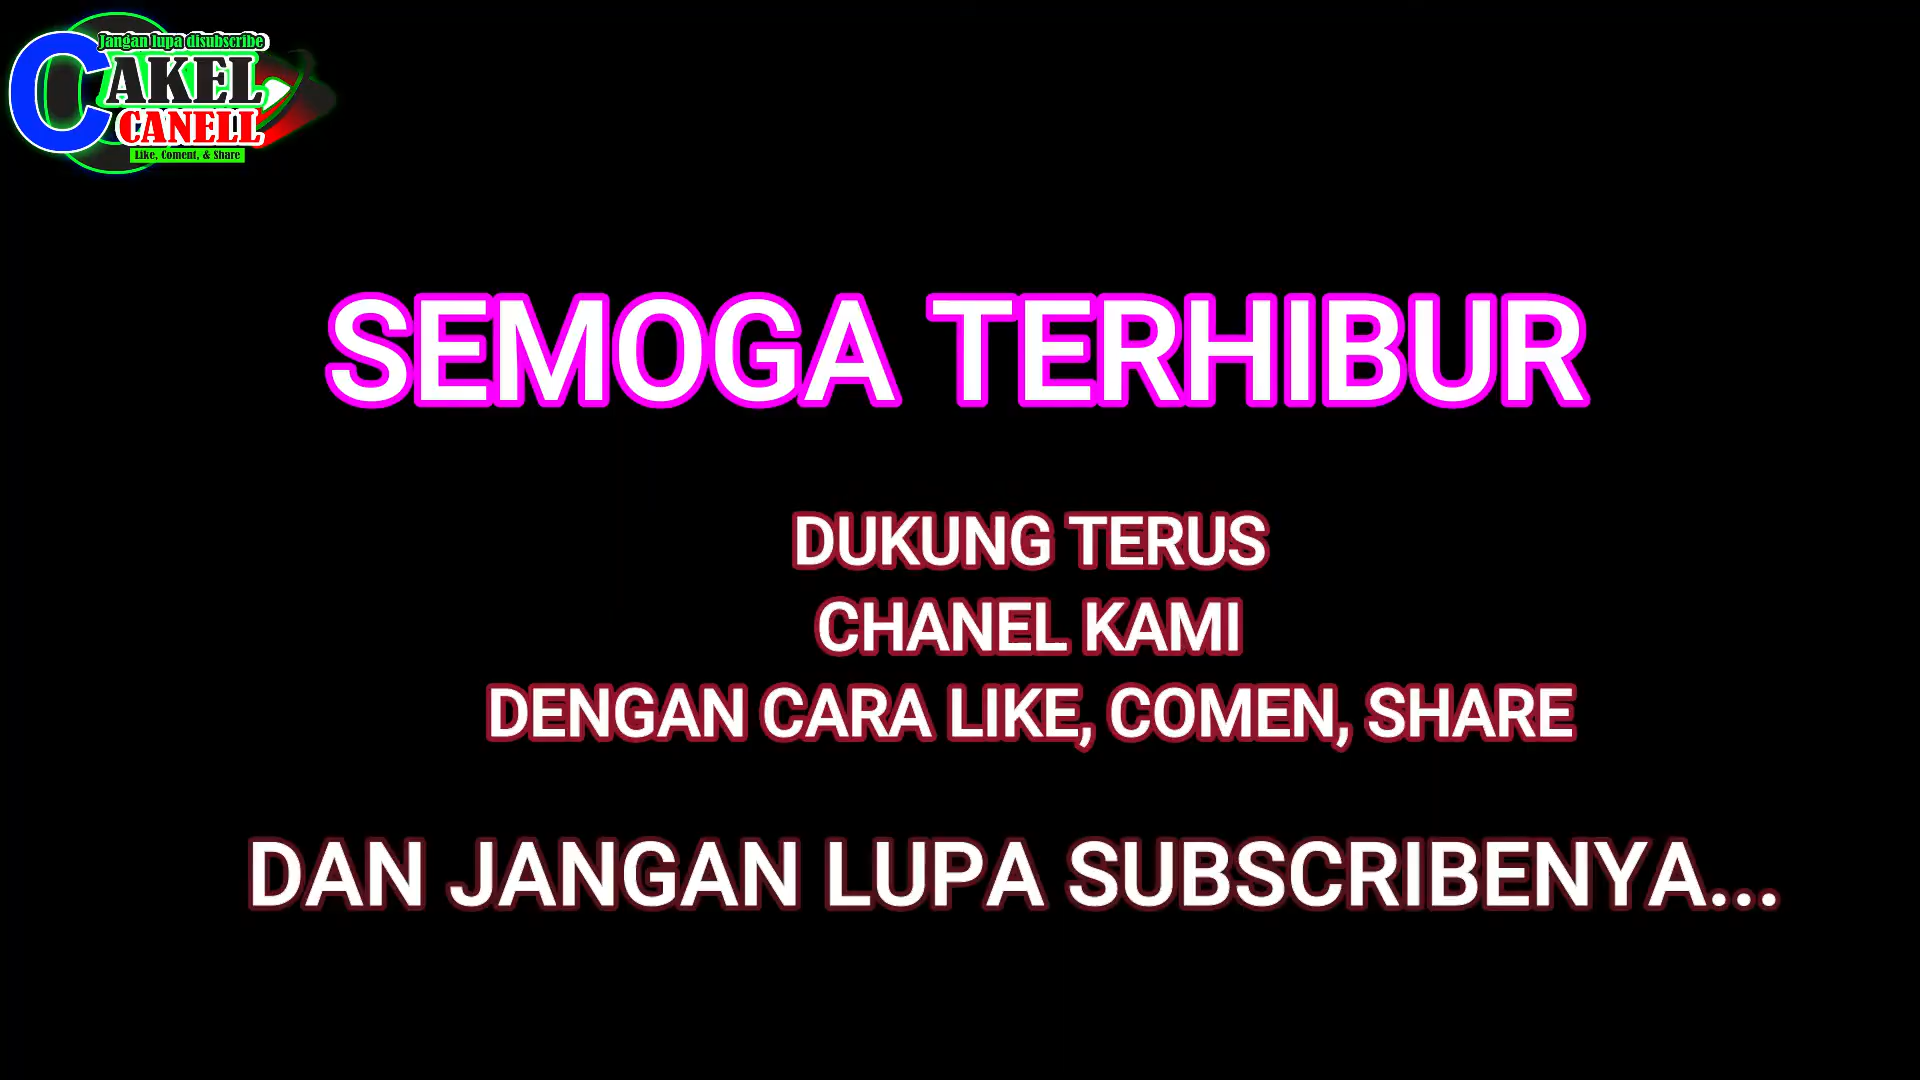 Jangan lupa disubscribe
CAKEL
CANELL
Like, Coment, & Share
SEMOGA TERHIBUR
DUKUNG TERUS
CHANEL KAMI
DENGAN CARA LIKE, COMEN, SHARE
DAN JANGAN LUPA SUBSCRIBENYA...